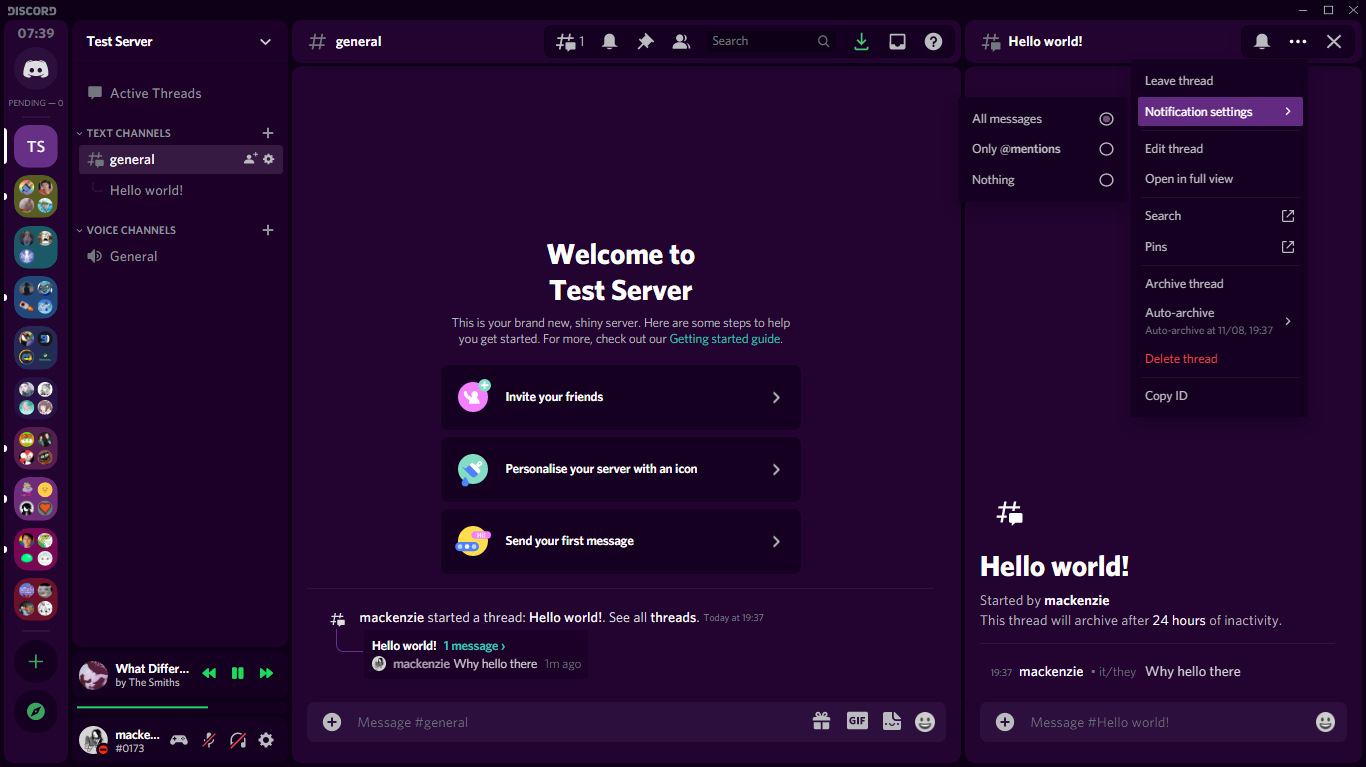 DISCORD
07:39
PENDING — 0
TS
Test Server
Active Threads
TEXT CHANNELS
general
Hello world!
VOICE CHANNELS
General
What Differ...
by The Smiths
macke...
#0173
general
1
Search
Welcome to
Test Server
This is your brand new, shiny server. Here are some steps to help
you get started. For more, check out our Getting started guide.
Invite your friends
Personalise your server with an icon
Send your first message
mackenzie started a thread: Hello world!. See all threads. Today at 19:37
Hello world! 1 message ›
mackenzie Why hello there 1m ago
Message #general
GIF
Hello world!
All messages
Only @mentions
Nothing
Leave thread
Notification settings
Edit thread
Open in full view
Search
Pins
Archive thread
Auto-archive
Auto-archive at 11/08, 19:37
Delete thread
Copy ID
Hello world!
Started by mackenzie
This thread will archive after 24 hours of inactivity.
19:37 mackenzie • it/they Why hello there
Message #Hello world!